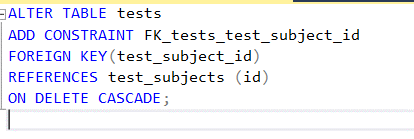 ALTER TABLE tests
ADD CONSTRAINT FK_tests_test_subject_id
FOREIGN KEY(test_subject_id)
REFERENCES test_subjects (id)
ON DELETE CASCADE;